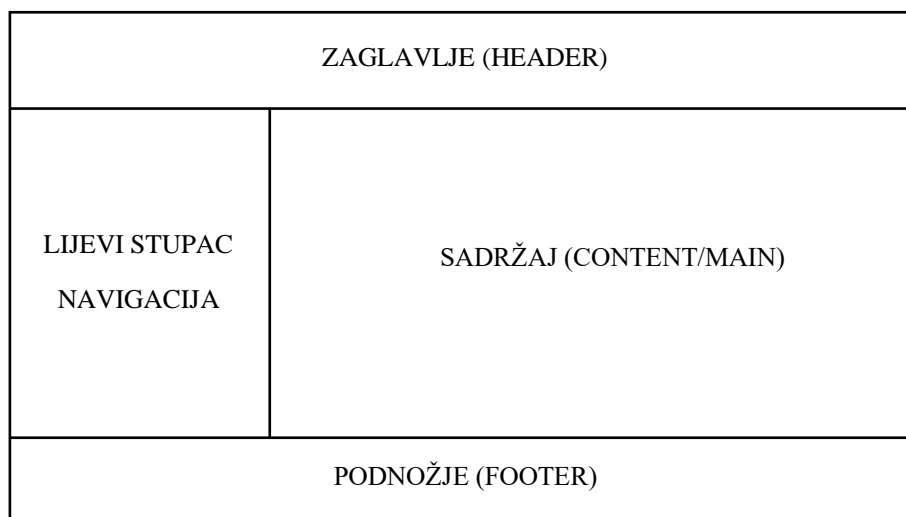 ZAGLAVLJE (HEADER)
LIJEVI STUPAC
NAVIGACIJA
SADRŽAJ (CONTENT/MAIN)
PODNOŽJE (FOOTER)